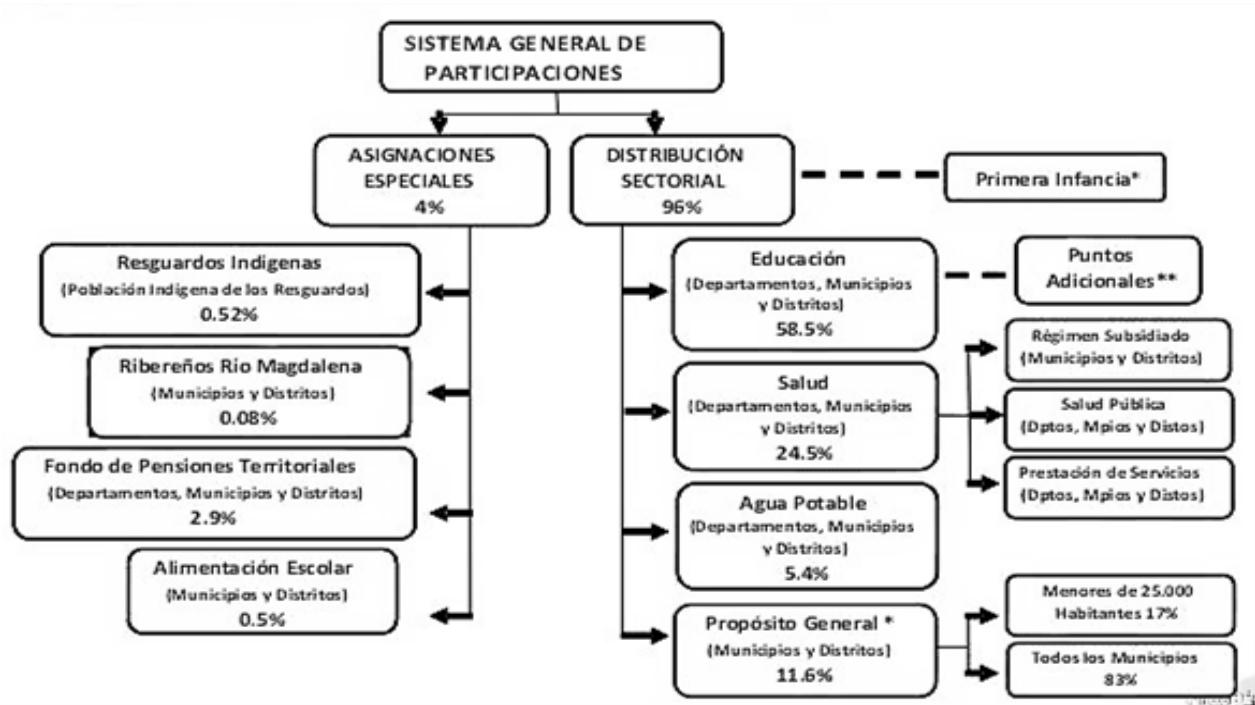 SISTEMA GENERAL DE
PARTICIPACIONES
ASIGNACIONES
ESPECIALES
4%
DISTRIBUCIÓN
SECTORIAL
96%
Primera Infancia*
Resguardos Indigenas
(Población Indigena de los Resguardos)
0.52%
Ribereños Rio Magdalena
(Municipios y Distritos)
0.08%
Fondo de Pensiones Territoriales
(Departamentos, Municipios y Distritos)
2.9%
Alimentación Escolar
(Municipios y Distritos)
0.5%
Educación
(Departamentos, Municipios
y Distritos)
58.5%
Puntos
Adicionales**
Salud
(Departamentos, Municipios
y Distritos)
24.5%
Régimen Subsidiado
(Municipios y Distritos)
Salud Pública
(Dptos, Mpios y Distos)
Prestación de Servicios
(Dptos, Mpios y Distos)
Agua Potable
(Departamentos, Municipios
y Distritos)
5.4%
Propósito General *
(Municipios y Distritos)
11.6%
Menores de 25.000
Habitantes 17%
Todos los Municipios
83%